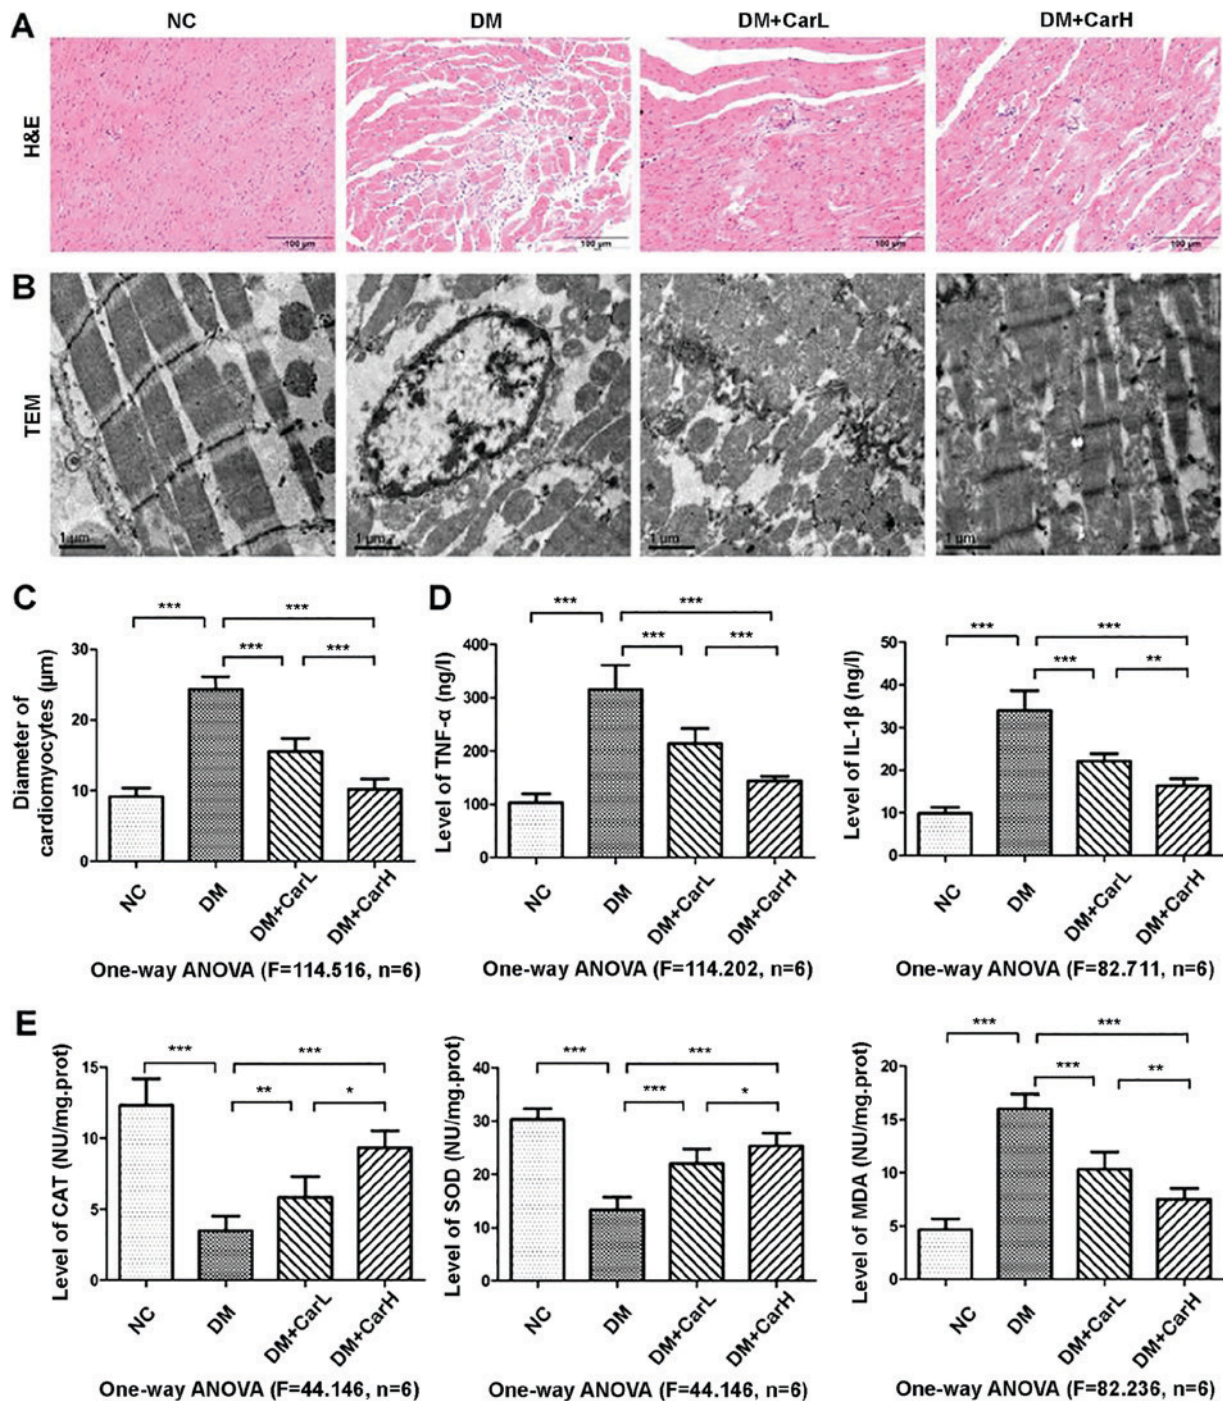 A
NC
DM
DM+CarL
DM+CarH
H&E
100 µm
100 µm
100 µm
100 µm
B
TEM
1 µm
1 µm
1 µm
1 µm
C
Diameter of
cardiomyocytes (µm)
***
***
***
***
30
20
10
0
NC
DM
DM+CarL
DM+CarH
One-way ANOVA (F=114.516, n=6)
D
Level of TNF-α (ng/l)
***
***
***
***
400
300
200
100
0
NC
DM
DM+CarL
DM+CarH
One-way ANOVA (F=114.202, n=6)
Level of IL-1β (ng/l)
***
***
***
**
50
40
30
20
10
0
NC
DM
DM+CarL
DM+CarH
One-way ANOVA (F=82.711, n=6)
E
Level of CAT (NU/mg.prot)
***
***
**
*
15
10
5
0
NC
DM
DM+CarL
DM+CarH
One-way ANOVA (F=44.146, n=6)
Level of SOD (NU/mg.prot)
***
***
***
*
40
30
20
10
0
NC
DM
DM+CarL
DM+CarH
One-way ANOVA (F=44.146, n=6)
Level of MDA (NU/mg.prot)
***
***
***
**
20
15
10
5
0
NC
DM
DM+CarL
DM+CarH
One-way ANOVA (F=82.236, n=6)